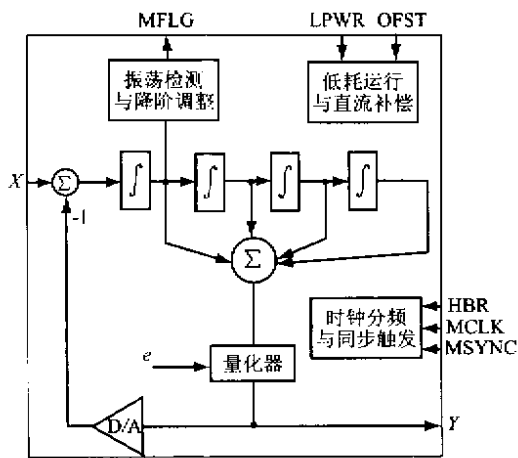 MFLG
LPWR OFST
振荡检测
与降阶调整
低耗运行
与直流补偿
X
Σ
∫
∫
∫
∫
-1
Σ
HBR
时钟分频
MCLK
与同步触发
MSYNC
e
量化器
D/A
Y